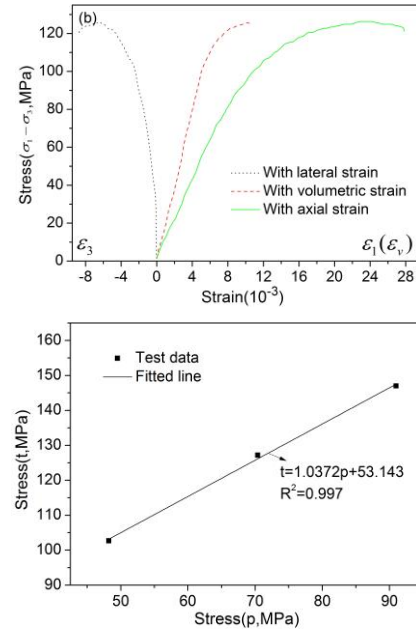 (b)
120
100
80
60
40
20
0
Stress(σ₁ − σ₃,MPa)
With lateral strain
With volumetric strain
With axial strain
ε₃
ε₁(εᵥ)
-8 -4 0 4 8 12 16 20 24 28
Strain(10⁻³)
160
150
140
130
120
110
100
90
Stress(t,MPa)
Test data
Fitted line
t=1.0372p+53.143
R²=0.997
50 60 70 80 90
Stress(p,MPa)